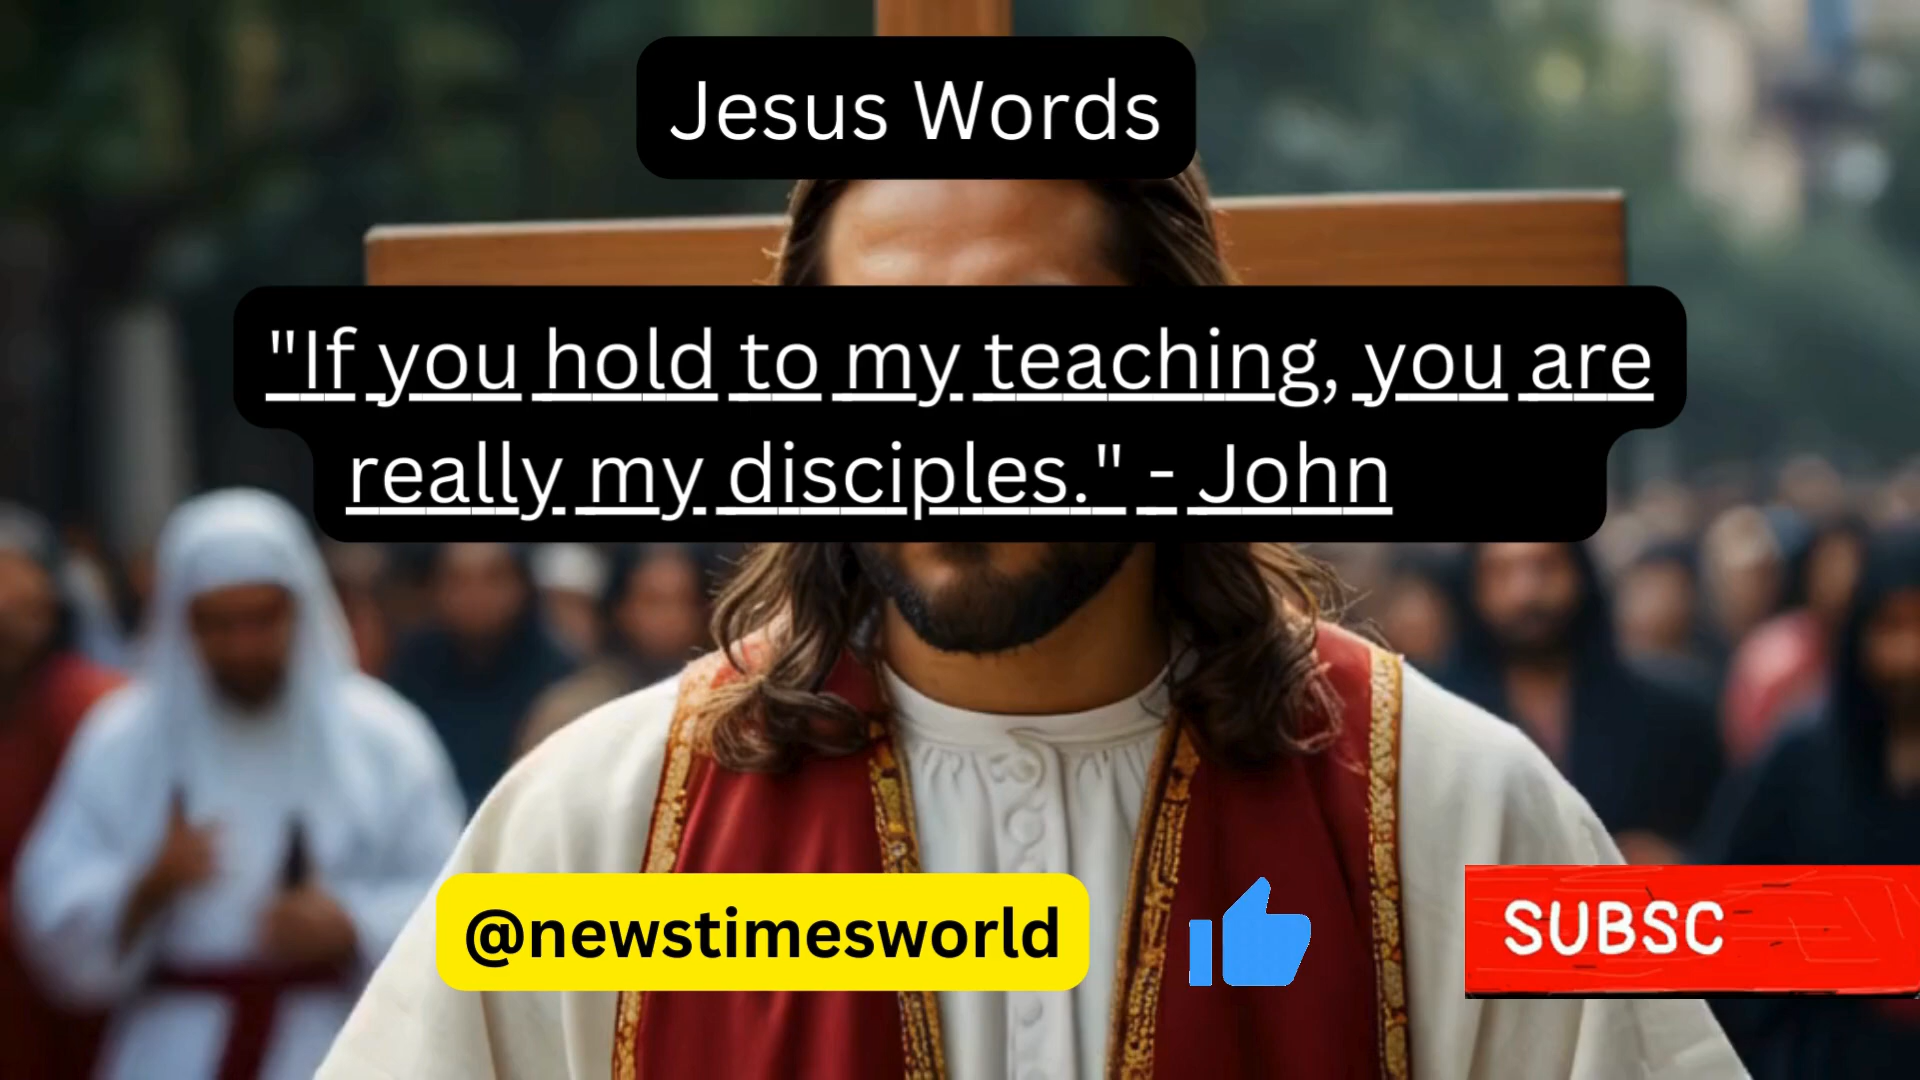 Jesus Words
"If you hold to my teaching, you are
really my disciples." - John
@newstimesworld
SUBSC